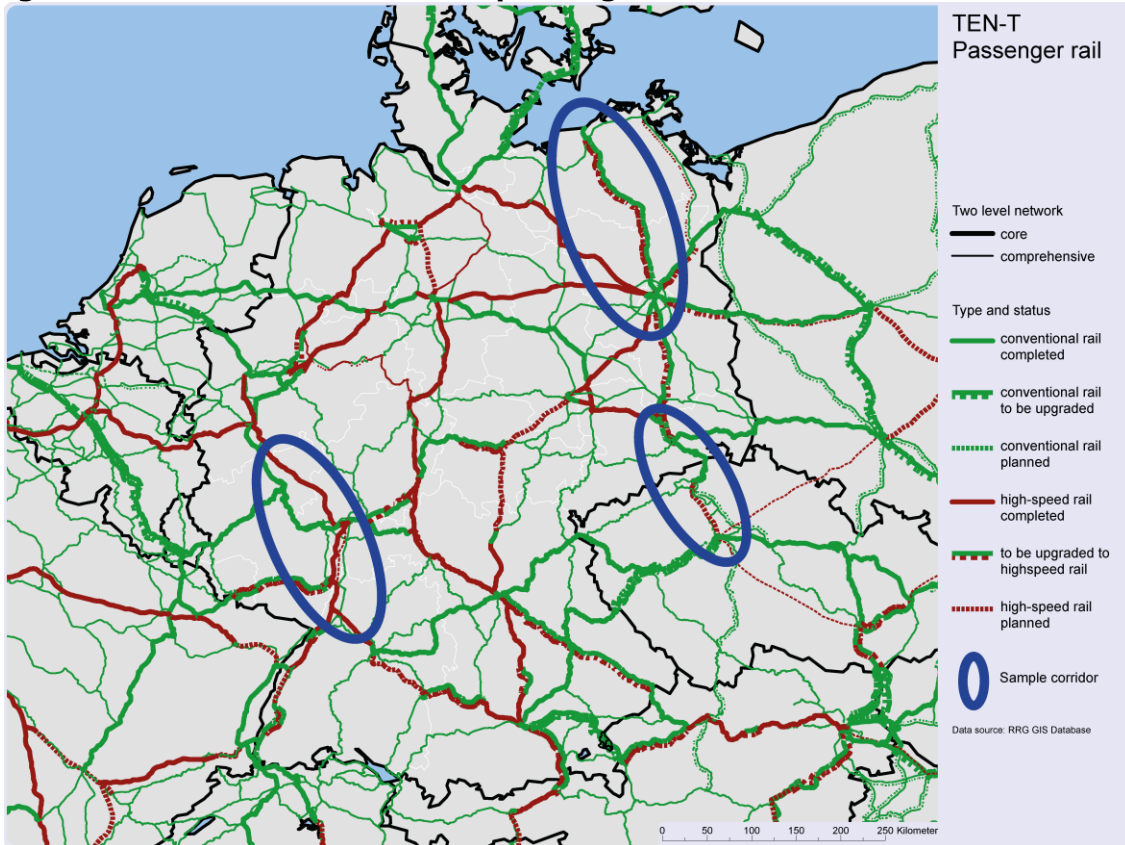 TEN-T
Passenger rail
Two level network
core
comprehensive
Type and status
conventional rail
completed
conventional rail
to be upgraded
conventional rail
planned
high-speed rail
completed
to be upgraded to
highspeed rail
high-speed rail
planned
Sample corridor
Data source: RRG GIS Database
0 50 100 150 200 250 Kilometer